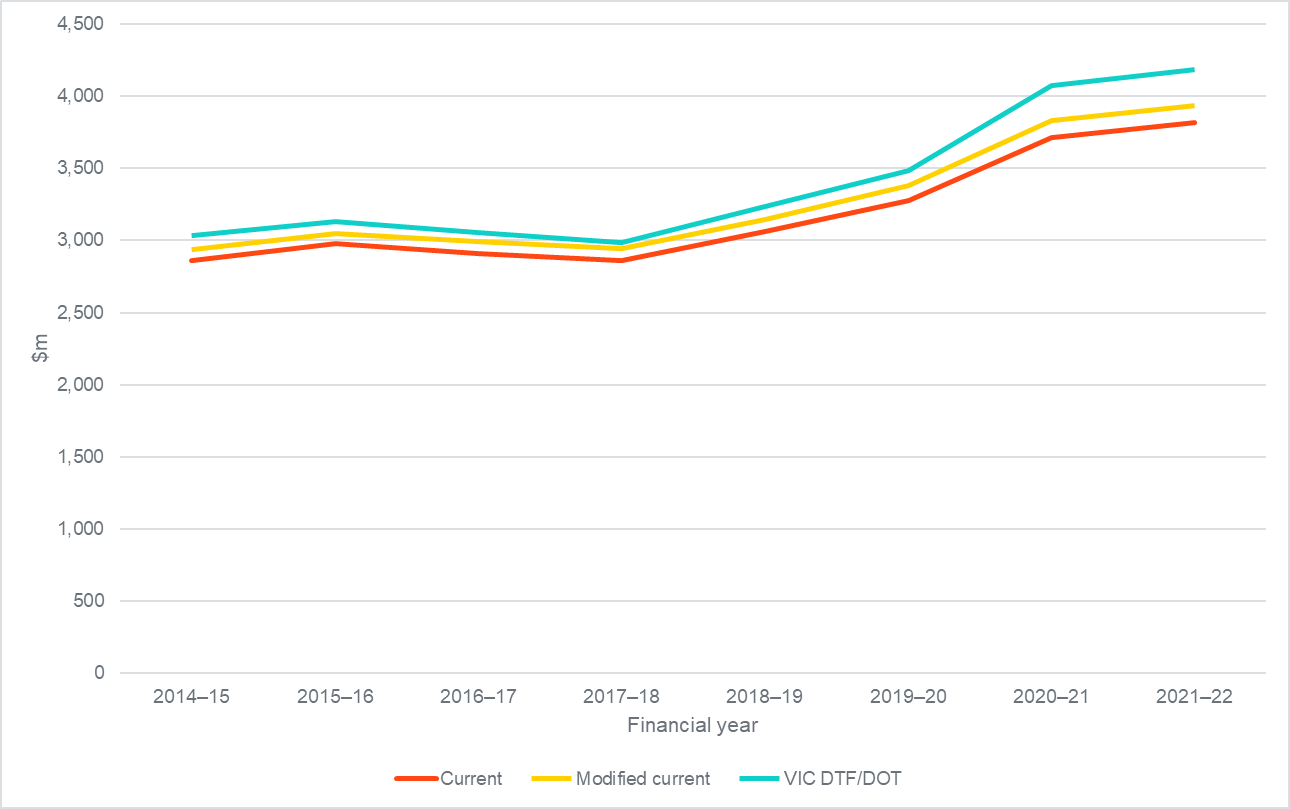 4,500
4,000
3,500
3,000
2,500
2,000
1,500
1,000
500
0
$m
2014–15 2015–16 2016–17 2017–18 2018–19 2019–20 2020–21 2021–22
Financial year
Current Modified current VIC DTF/DOT